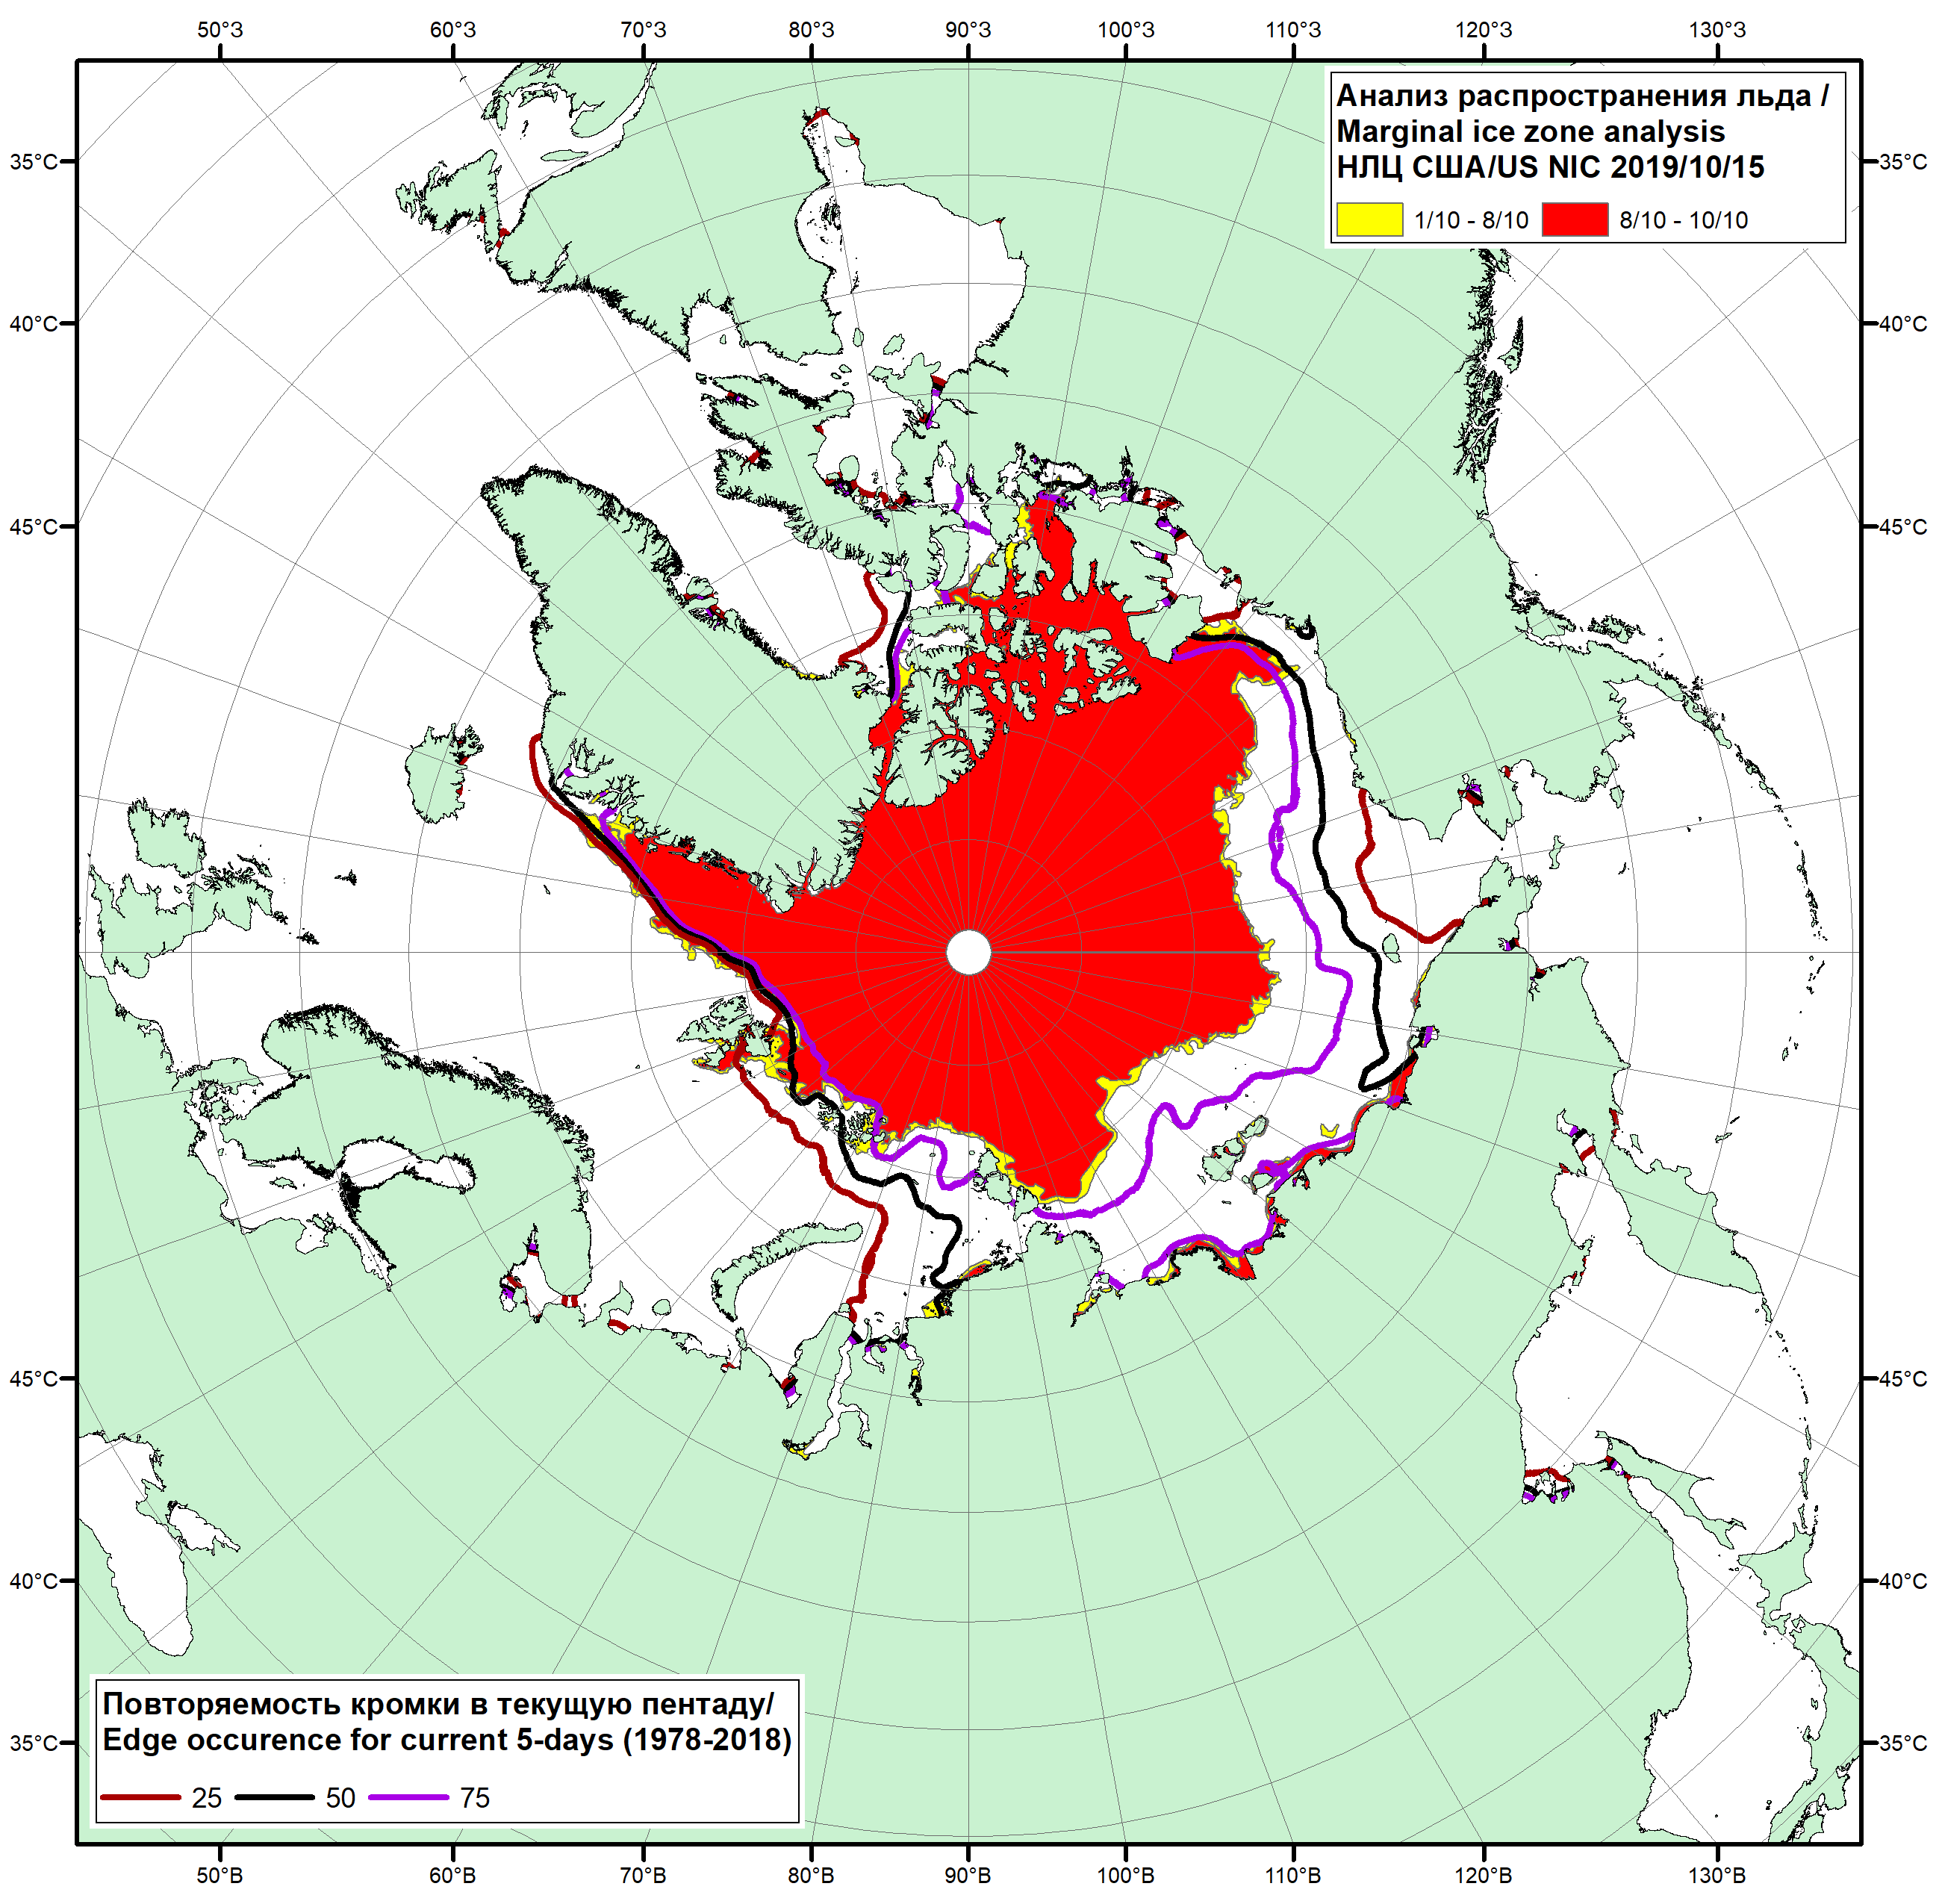 50°З 60°З 70°З 80°З 90°З 100°З 110°З 120°З 130°З
Анализ распространения льда /
Marginal ice zone analysis
НЛЦ США/US NIC 2019/10/15
1/10 - 8/10 8/10 - 10/10
35°С 35°С
40°С 40°С
45°С 45°С
45°С 45°С
40°С 40°С
35°С 35°С
Повторяемость кромки в текущую пентаду/
Edge occurence for current 5-days (1978-2018)
25 50 75
50°В 60°В 70°В 80°В 90°В 100°В 110°В 120°В 130°В